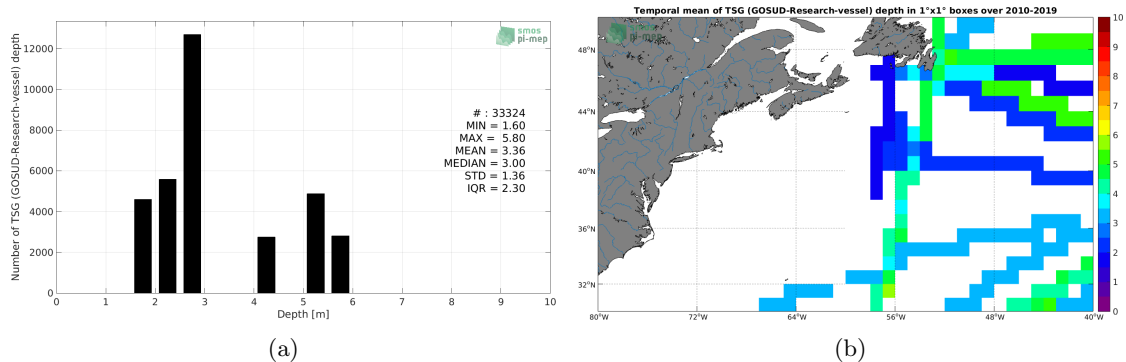 12000
10000
8000
6000
4000
2000
0
Number of TSG (GOSUD-Research-vessel) depth
smos
pi-mep
# : 33324
MIN = 1.60
MAX = 5.80
MEAN = 3.36
MEDIAN = 3.00
STD = 1.36
IQR = 2.30
0 1 2 3 4 5 6 7 8 9 10
Depth [m]
(a)
Temporal mean of TSG (GOSUD-Research-vessel) depth in 1°x1° boxes over 2010-2019
smos
pi-mep
48°N
44°N
40°N
36°N
32°N
80°W 72°W 64°W 56°W 48°W 40°W
10
9
8
7
6
5
4
3
2
1
0
(b)